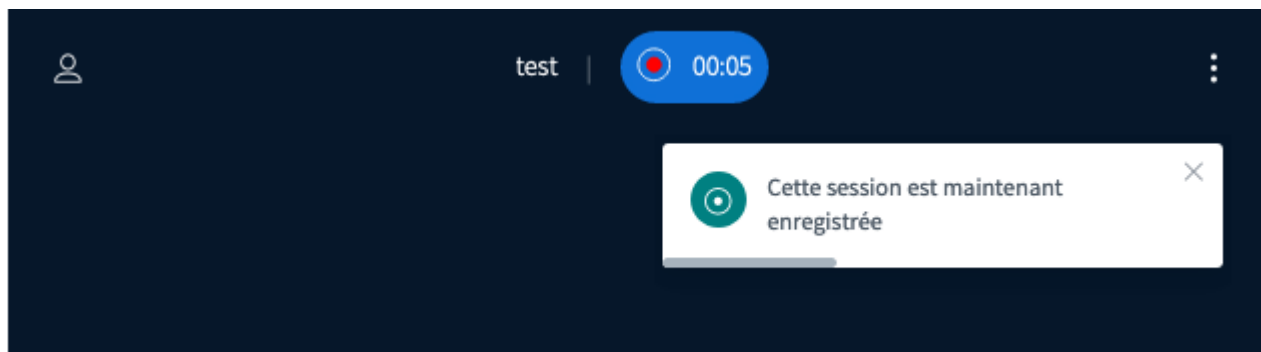 test | 00:05
Cette session est maintenant
enregistrée